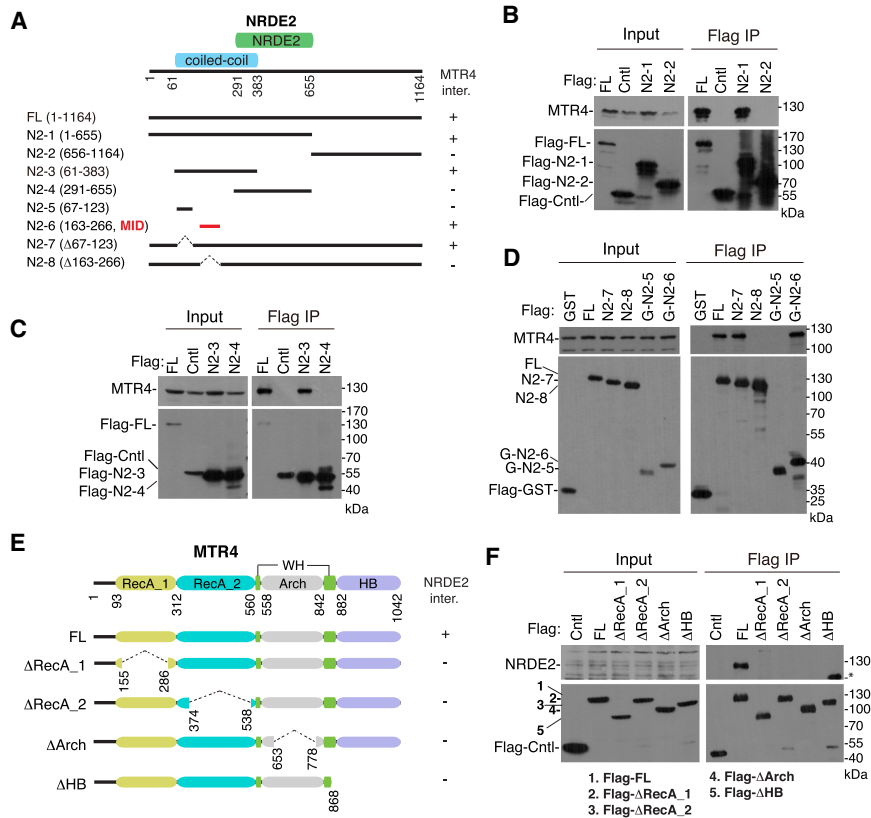 A
NRDE2
NRDE2
coiled-coil
1
61
291
383
655
1164
MTR4
inter.
FL (1-1164) +
N2-1 (1-655) +
N2-2 (656-1164) -
N2-3 (61-383) +
N2-4 (291-655) -
N2-5 (67-123) -
N2-6 (163-266, MID) +
N2-7 (Δ67-123) +
N2-8 (Δ163-266) -
B
Input Flag IP
Flag: FL Cntl N2-1 N2-2 FL Cntl N2-1 N2-2
MTR4- -130
Flag-FL-
Flag-N2-1-
Flag-N2-2-
Flag-Cntl-
-170
-130
-100
-70
-55
kDa
C
Input Flag IP
Flag: FL Cntl N2-3 N2-4 FL Cntl N2-3 N2-4
MTR4- -130
Flag-FL-
Flag-Cntl
Flag-N2-3-
Flag-N2-4
-170
-130
-100
-70
-55
-40
kDa
D
Input Flag IP
Flag: GST FL N2-7 N2-8 G-N2-5 G-N2-6 GST FL N2-7 N2-8 G-N2-5 G-N2-6
MTR4- -130
-100
FL
N2-7-
N2-8
G-N2-6-
G-N2-5-
Flag-GST-
-130
-100
-70
-55
-40
-35
-25
kDa
E
MTR4
WH
RecA_1 RecA_2 Arch HB
1
93
312
560
558
842
882
1042
NRDE2
inter.
FL +
ΔRecA_1 -
155
286
ΔRecA_2 -
374
538
ΔArch -
653
778
ΔHB -
868
F
Input Flag IP
Flag: Cntl FL ΔRecA_1 ΔRecA_2 ΔArch ΔHB Cntl FL ΔRecA_1 ΔRecA_2 ΔArch ΔHB
NRDE2- -130
-*
1
2
3
4
5
Flag-Cntl-
-130
-100
-70
-55
-40
kDa
1. Flag-FL
2. Flag-ΔRecA_1
3. Flag-ΔRecA_2
4. Flag-ΔArch
5. Flag-ΔHB